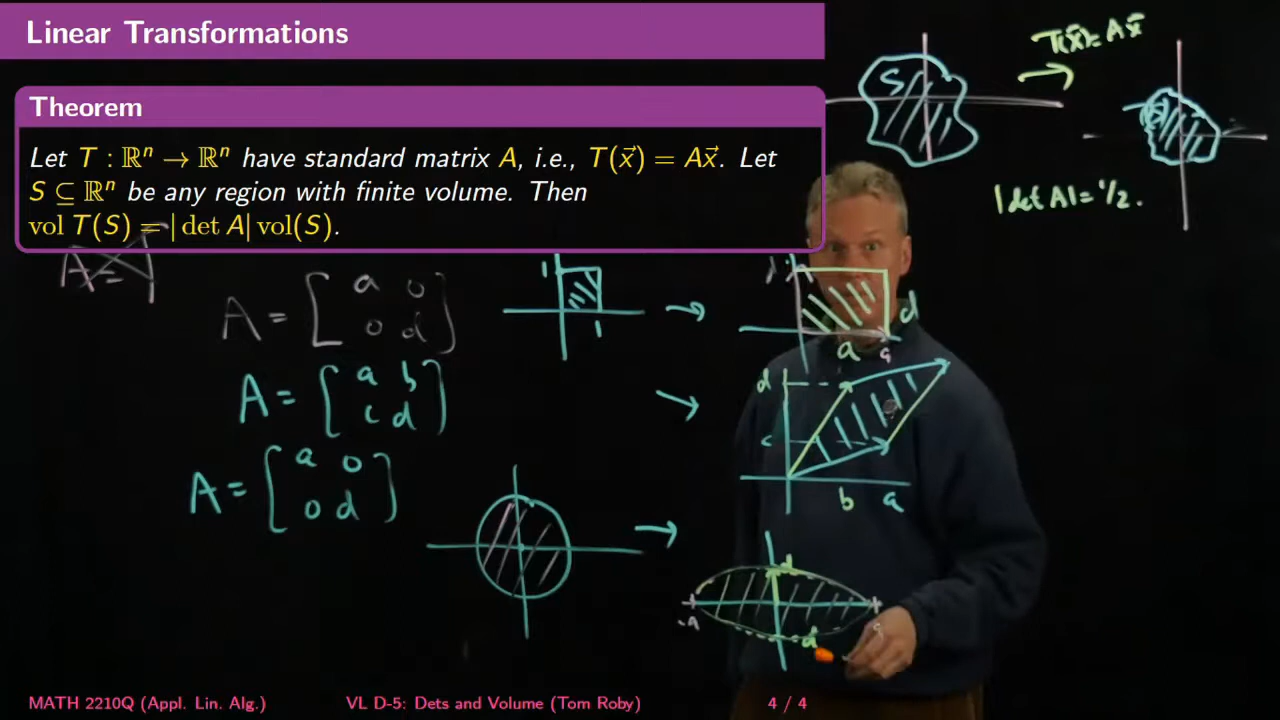 Linear Transformations
Theorem
Let T : ℝⁿ → ℝⁿ have standard matrix A, i.e., T(x⃗) = Ax⃗. Let
S ⊆ ℝⁿ be any region with finite volume. Then
vol T(S) = | det A| vol(S).
S
T(x̄) = A x̄
|det A| = 1/2.
A =
A = [ a 0
0 d ]
1
1
d
a
a
A = [ a b
c d ]
d
c
b a
A = [ a 0
0 d ]
d
-a
a
d
MATH 2210Q (Appl. Lin. Alg.) VL D-5: Dets and Volume (Tom Roby) 4 / 4